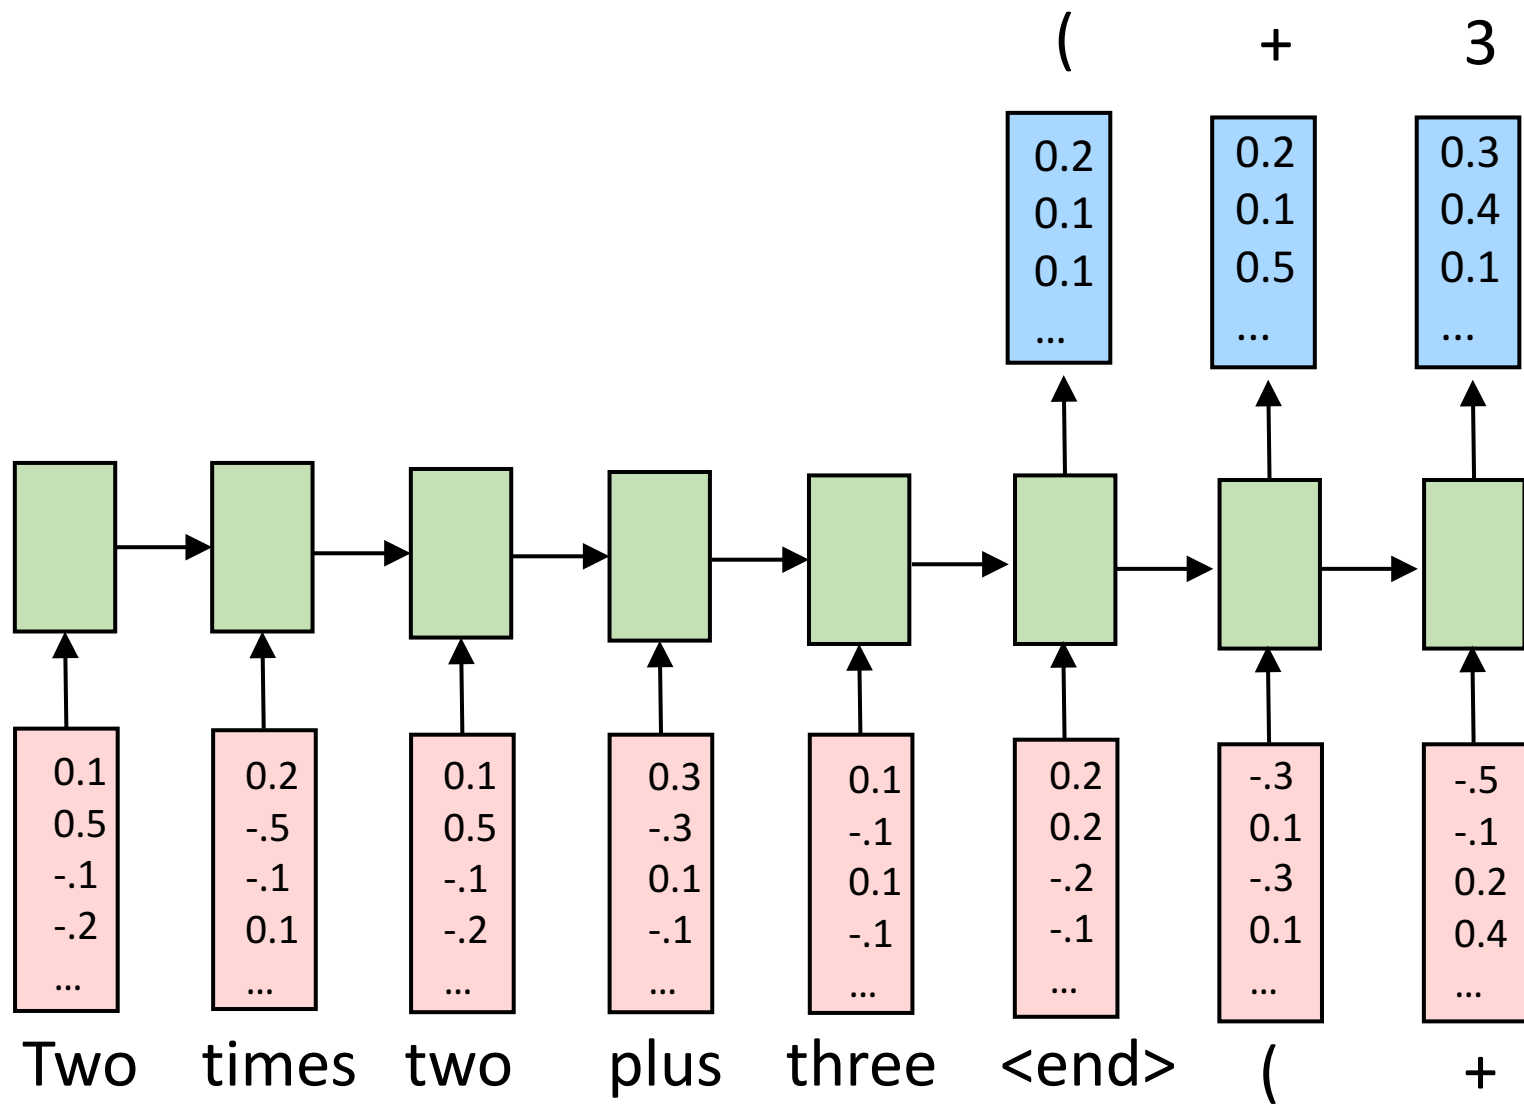 ( + 3
0.2 0.2 0.3
0.1 0.1 0.4
0.1 0.5 0.1
... ... ...
0.1 0.2 0.1 0.3 0.1 0.2 -.3 -.5
0.5 -.5 0.5 -.3 -.1 0.2 0.1 -.1
-.1 -.1 -.1 0.1 0.1 -.2 -.3 0.2
-.2 0.1 -.2 -.1 -.1 -.1 0.1 0.4
... ... ... ... ... ... ... ...
Two times two plus three <end> ( +